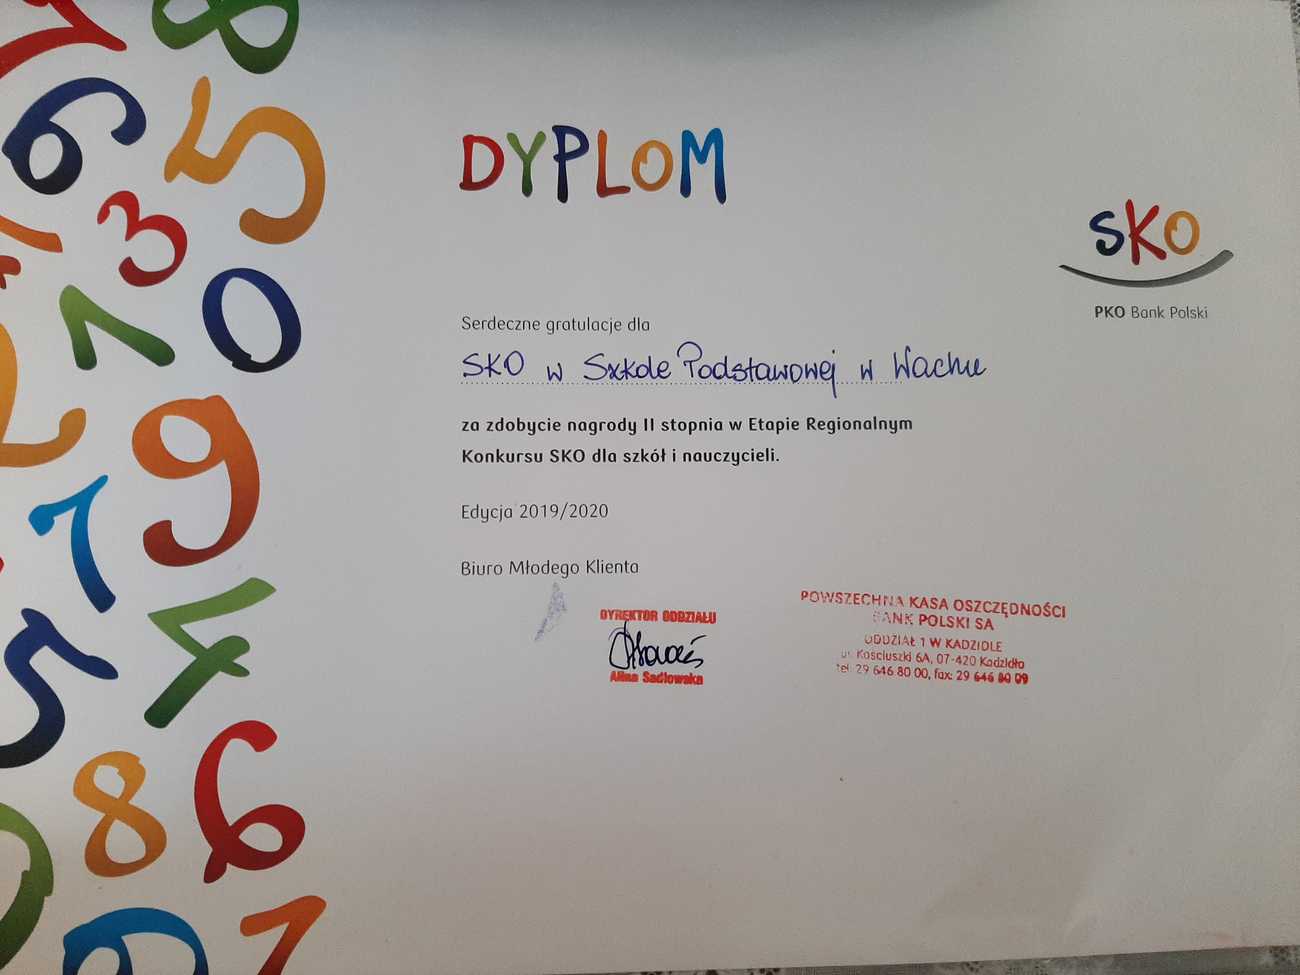 DYPLOM
SKO
PKO Bank Polski
Serdeczne gratulacje dla
SKO w Szkole Podstawowej w Wachu
za zdobycie nagrody II stopnia w Etapie Regionalnym
Konkursu SKO dla szkół i nauczycieli.
Edycja 2019/2020
Biuro Młodego Klienta
DYREKTOR ODDZIAŁU
Alina Sadłowska
POWSZECHNA KASA OSZCZĘDNOŚCI
BANK POLSKI SA
ODDZIAŁ 1 W KADZIDLE
ul. Kościuszki 6A, 07-420 Kadzidło
tel. 29 646 80 00, fax: 29 646 80 09